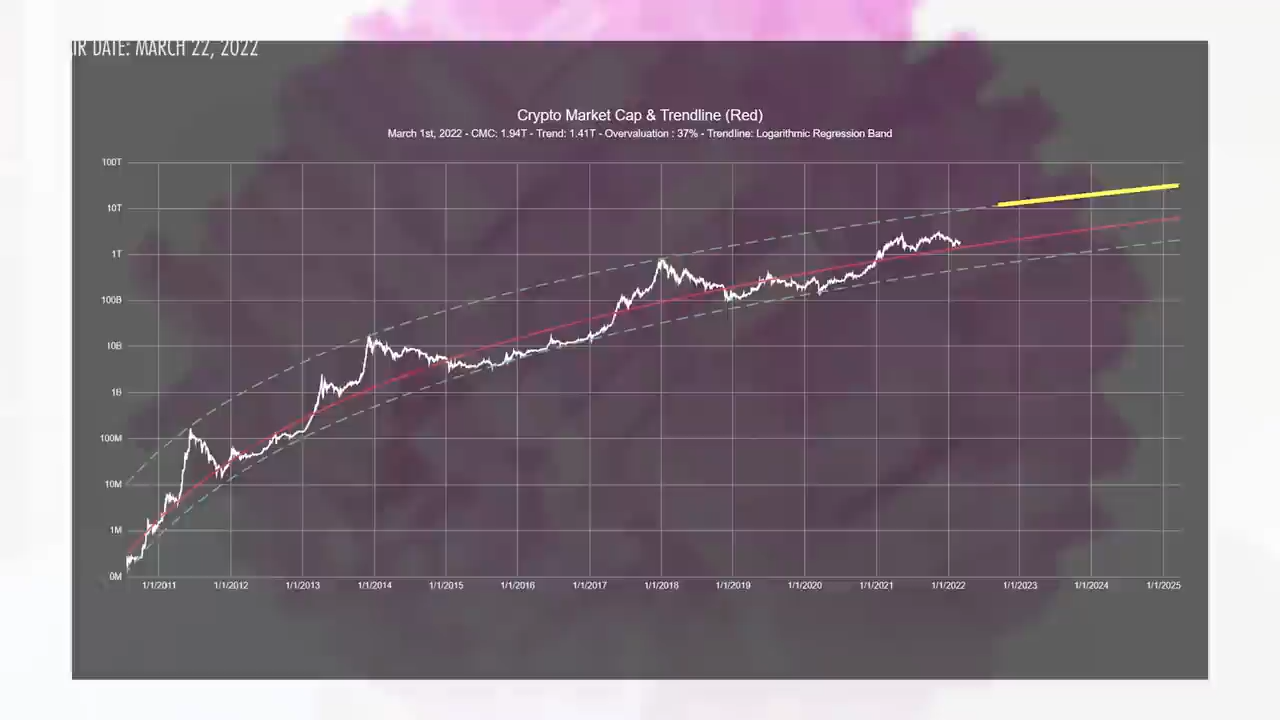 IR DATE: MARCH 22, 2022
Crypto Market Cap & Trendline (Red)
March 1st, 2022 - CMC: 1.94T - Trend: 1.41T - Overvaluation : 37% - Trendline: Logarithmic Regression Band
100T
10T
1T
100B
10B
1B
100M
10M
1M
0M
1/1/2011 1/1/2012 1/1/2013 1/1/2014 1/1/2015 1/1/2016 1/1/2017 1/1/2018 1/1/2019 1/1/2020 1/1/2021 1/1/2022 1/1/2023 1/1/2024 1/1/2025